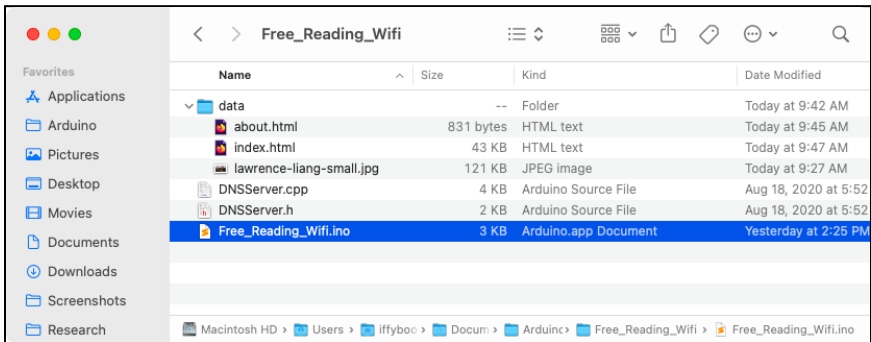 Free_Reading_Wifi
Favorites
Applications
Arduino
Pictures
Desktop
Movies
Documents
Downloads
Screenshots
Research
Name Size Kind Date Modified
data -- Folder Today at 9:42 AM
about.html 831 bytes HTML text Today at 9:45 AM
index.html 43 KB HTML text Today at 9:47 AM
lawrence-liang-small.jpg 121 KB JPEG image Today at 9:27 AM
DNSServer.cpp 4 KB Arduino Source File Aug 18, 2020 at 5:52
DNSServer.h 2 KB Arduino Source File Aug 18, 2020 at 5:52
Free_Reading_Wifi.ino 3 KB Arduino.app Document Yesterday at 2:25 PM
Macintosh HD › Users › iffyboo › Docum › Arduinc › Free_Reading_Wifi › Free_Reading_Wifi.ino